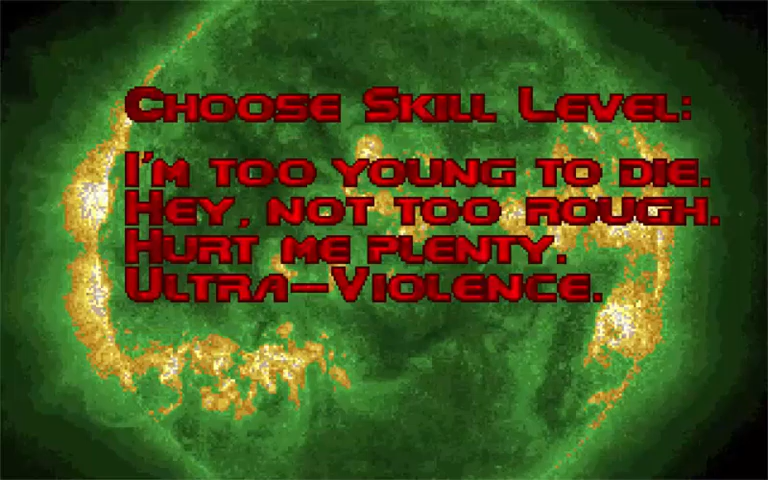 Choose Skill Level:
I'm too young to die.
Hey, not too rough.
Hurt me plenty.
Ultra-Violence.